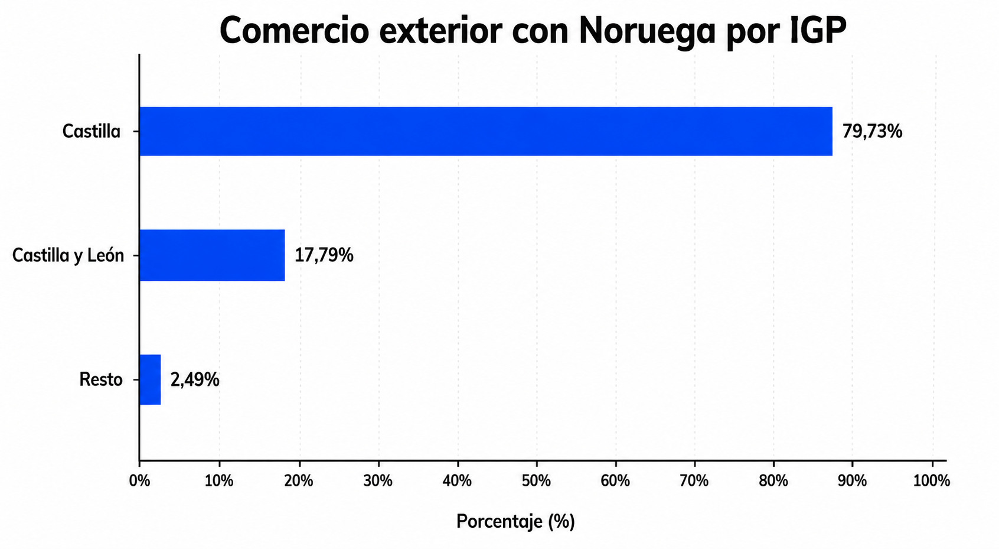 Comercio exterior con Noruega por IGP
Castilla
79,73%
Castilla y León
17,79%
Resto
2,49%
0% 10% 20% 30% 40% 50% 60% 70% 80% 90% 100%
Porcentaje (%)